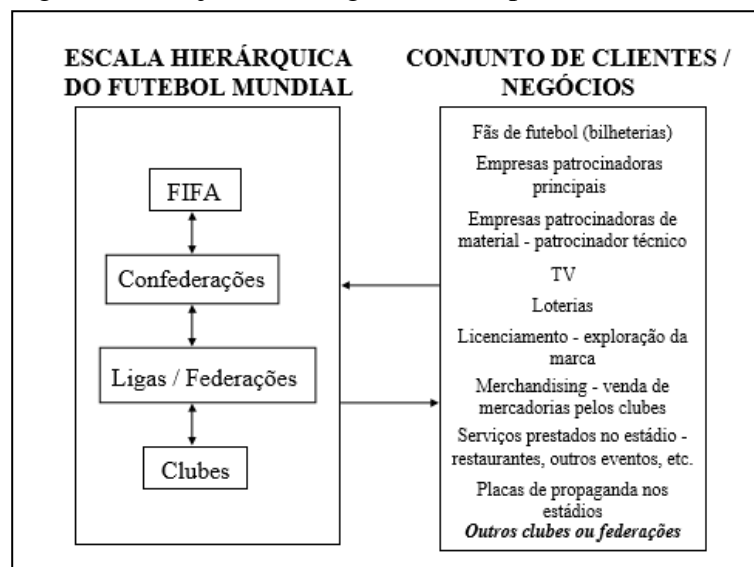 ESCALA HIERÁRQUICA
DO FUTEBOL MUNDIAL
FIFA
Confederações
Ligas / Federações
Clubes
CONJUNTO DE CLIENTES /
NEGÓCIOS
Fãs de futebol (bilheterias)
Empresas patrocinadoras
principais
Empresas patrocinadoras de
material - patrocinador técnico
TV
Loterias
Licenciamento - exploração da
marca
Merchandising - venda de
mercadorias pelos clubes
Serviços prestados no estádio -
restaurantes, outros eventos, etc.
Placas de propaganda nos
estádios
Outros clubes ou federações